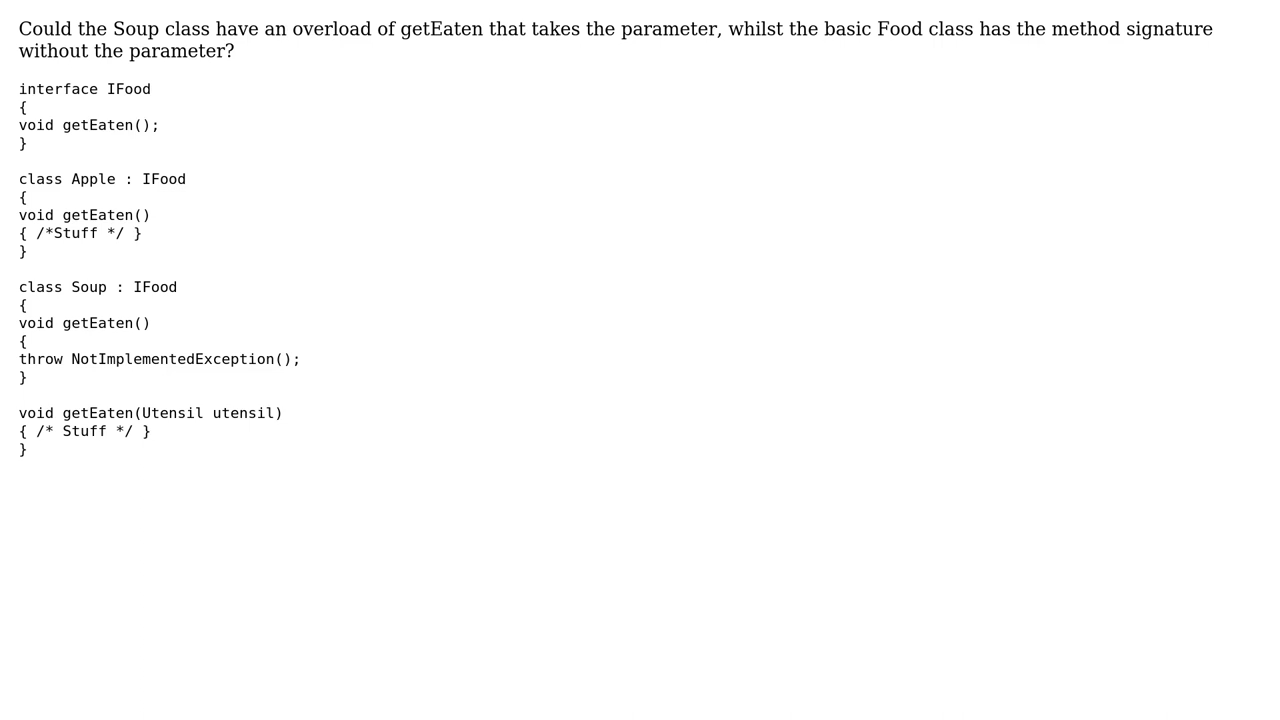 Could the Soup class have an overload of getEaten that takes the parameter, whilst the basic Food class has the method signature
without the parameter?
interface IFood
{
void getEaten();
}
class Apple : IFood
{
void getEaten()
{ /*Stuff */ }
}
class Soup : IFood
{
void getEaten()
{
throw NotImplementedException();
}
void getEaten(Utensil utensil)
{ /* Stuff */ }
}